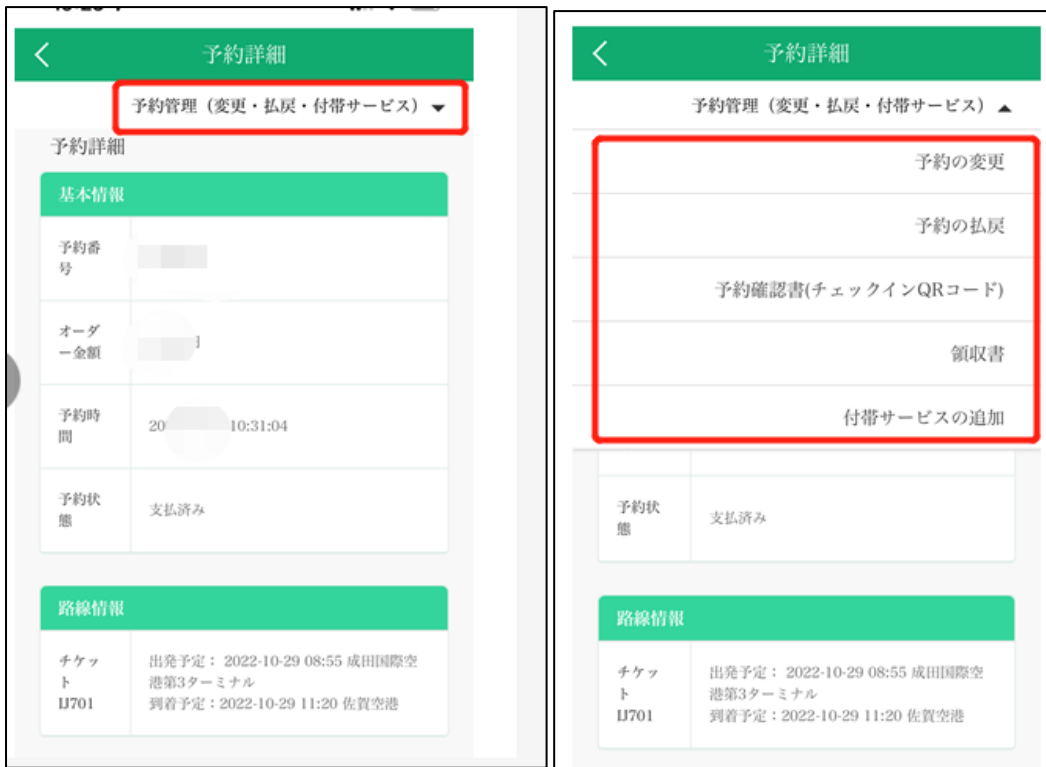 予約詳細
予約管理（変更・払戻・付帯サービス）
予約詳細
基本情報
予約番
号
オーダ
ー金額
予約時
間
20 10:31:04
予約状
態
支払済み
路線情報
チケッ
ト
IJ701
出発予定： 2022-10-29 08:55 成田国際空
港第3ターミナル
到着予定：2022-10-29 11:20 佐賀空港
予約詳細
予約管理（変更・払戻・付帯サービス）
予約の変更
予約の払戻
予約確認書(チェックインQRコード)
領収書
付帯サービスの追加
予約状
態
支払済み
路線情報
チケッ
ト
IJ701
出発予定： 2022-10-29 08:55 成田国際空
港第3ターミナル
到着予定：2022-10-29 11:20 佐賀空港